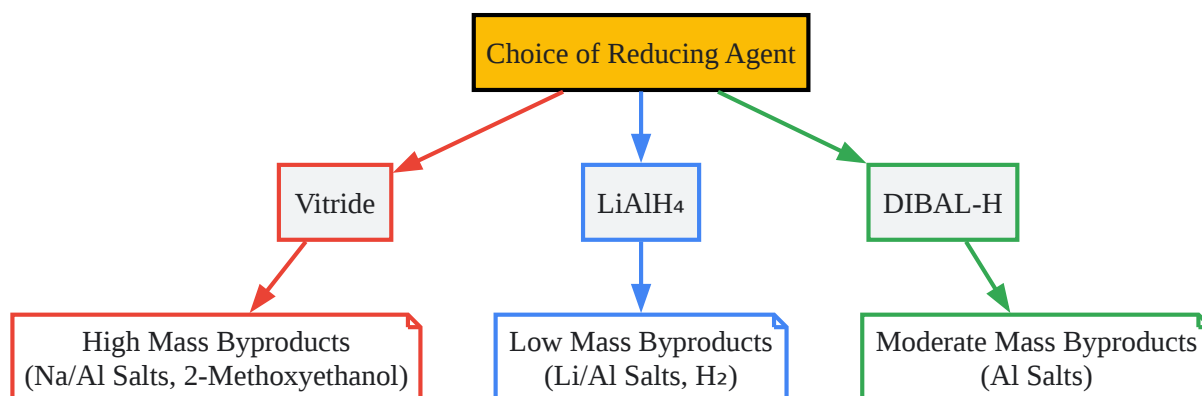 Choice of Reducing Agent
Vitride
LiAlH₄
DIBAL-H
High Mass Byproducts
(Na/Al Salts, 2-Methoxyethanol)
Low Mass Byproducts
(Li/Al Salts, H₂)
Moderate Mass Byproducts
(Al Salts)